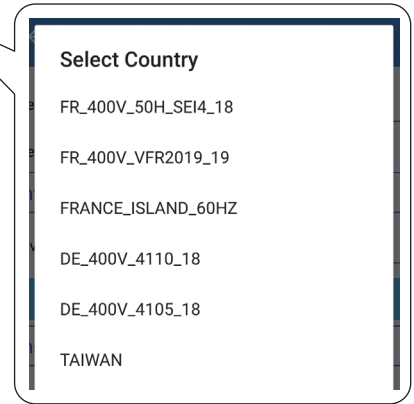 Select Country
FR_400V_50H_SEI4_18
FR_400V_VFR2019_19
FRANCE_ISLAND_60HZ
DE_400V_4110_18
DE_400V_4105_18
TAIWAN